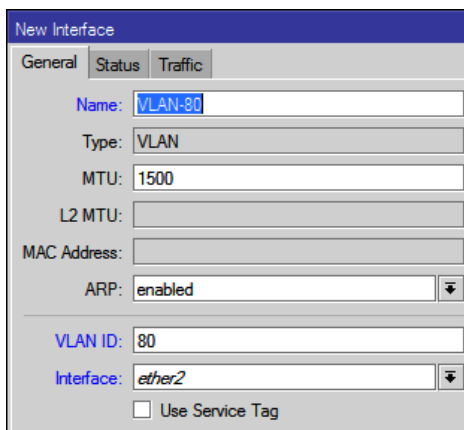 New Interface
General Status Traffic
Name: VLAN-80
Type: VLAN
MTU: 1500
L2 MTU:
MAC Address:
ARP: enabled
VLAN ID: 80
Interface: ether2
Use Service Tag